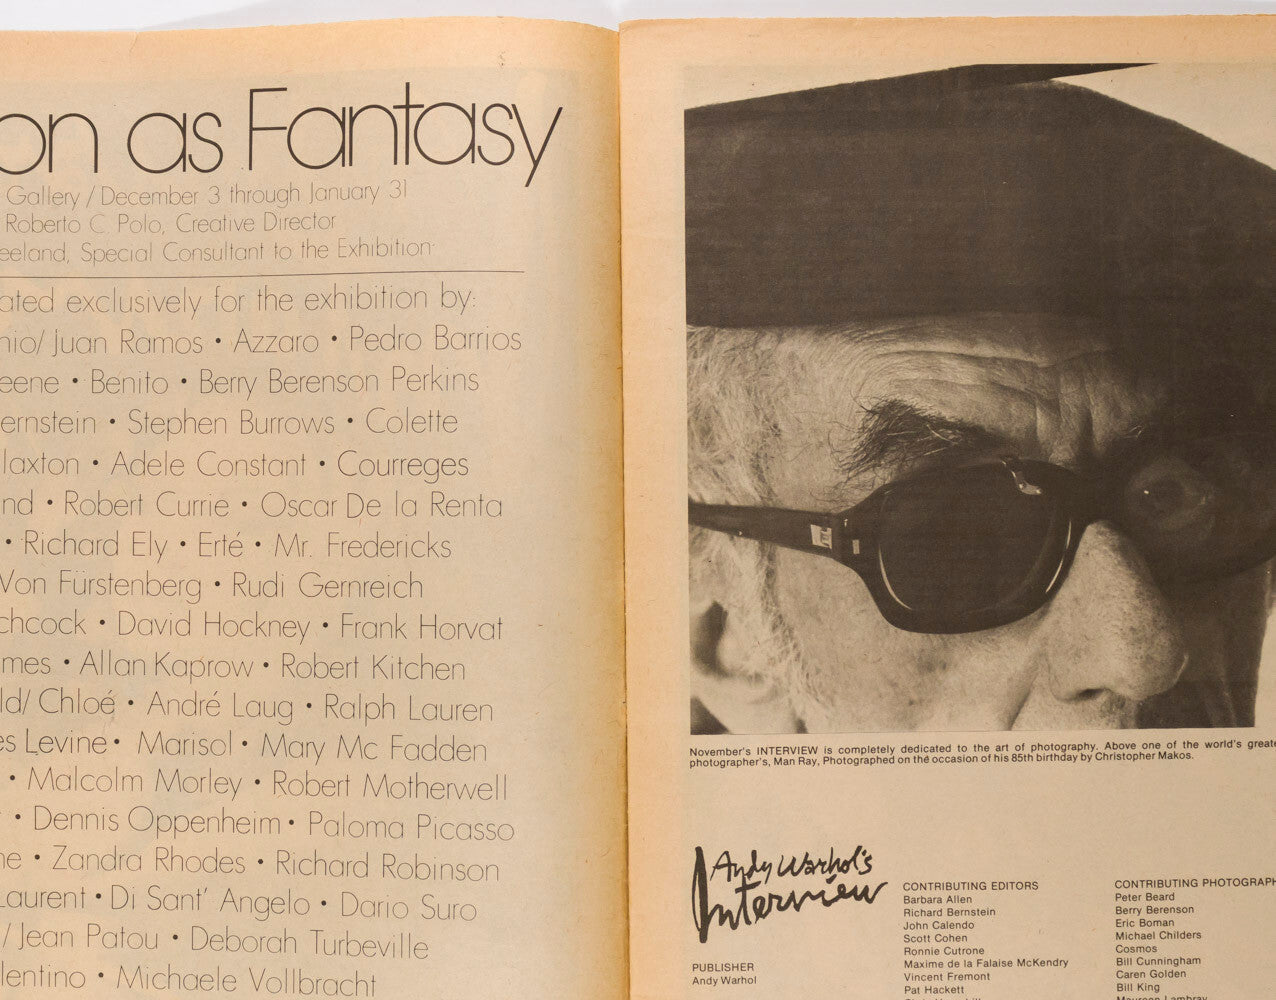 on as Fantasy
Gallery / December 3 through January 31
Roberto C. Polo, Creative Director
eeland, Special Consultant to the Exhibition
ated exclusively for the exhibition by:
nio/ Juan Ramos • Azzaro • Pedro Barrios
eene • Benito • Berry Berenson Perkins
ernstein • Stephen Burrows • Colette
laxton • Adele Constant • Courreges
nd • Robert Currie • Oscar De la Renta
• Richard Ely • Erté • Mr. Fredericks
Von Fürstenberg • Rudi Gernreich
chcock • David Hockney • Frank Horvat
mes • Allan Kaprow • Robert Kitchen
ld/ Chloé • André Laug • Ralph Lauren
es Levine • Marisol • Mary Mc Fadden
• Malcolm Morley • Robert Motherwell
• Dennis Oppenheim • Paloma Picasso
ne • Zandra Rhodes • Richard Robinson
Laurent • Di Sant' Angelo • Dario Suro
/ Jean Patou • Deborah Turbeville
lentino • Michaele Vollbracht
November's INTERVIEW is completely dedicated to the art of photography. Above one of the world's greate
photographer's, Man Ray, Photographed on the occasion of his 85th birthday by Christopher Makos.
Andy Warhol's
Interview
PUBLISHER
Andy Warhol
CONTRIBUTING EDITORS
Barbara Allen
Richard Bernstein
John Calendo
Scott Cohen
Ronnie Cutrone
Maxime de la Falaise McKendry
Vincent Fremont
Pat Hackett
CONTRIBUTING PHOTOGRAPH
Peter Beard
Berry Berenson
Eric Boman
Michael Childers
Cosmos
Bill Cunningham
Caren Golden
Bill King
Maureen Lambray